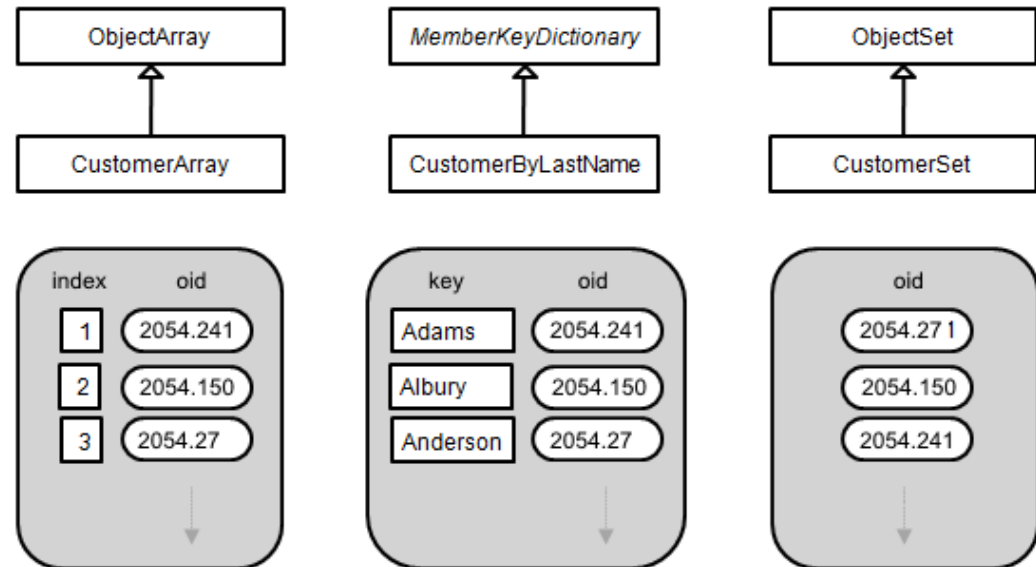 ObjectArray MemberKeyDictionary ObjectSet
CustomerArray CustomerByLastName CustomerSet
index oid key oid oid
1 2054.241 Adams 2054.241 2054.271
2 2054.150 Albury 2054.150 2054.150
3 2054.27 Anderson 2054.27 2054.241